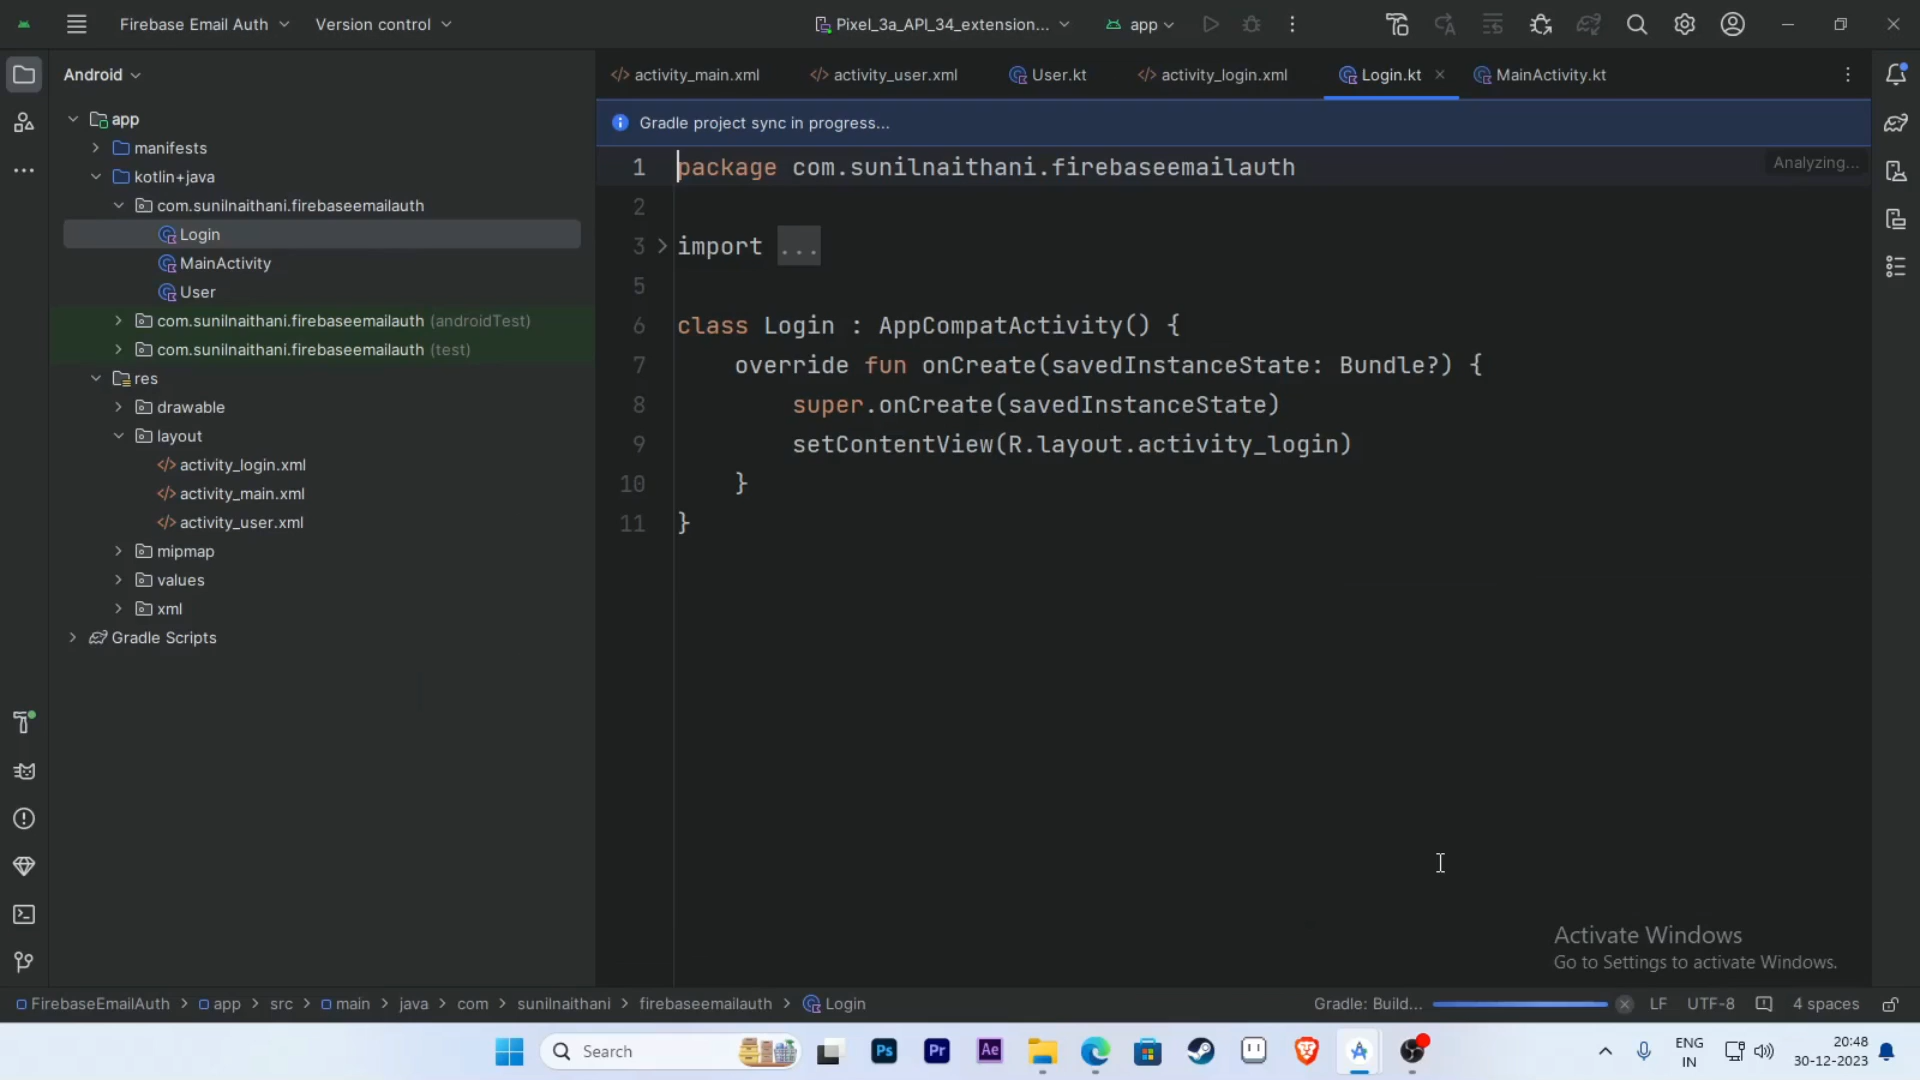 Firebase Email Auth
Version control
Pixel_3a_API_34_extension...
app
Android
activity_main.xml
activity_user.xml
User.kt
activity_login.xml
Login.kt
MainActivity.kt
app
manifests
kotlin+java
com.sunilnaithani.firebaseemailauth
Login
MainActivity
User
com.sunilnaithani.firebaseemailauth (androidTest)
com.sunilnaithani.firebaseemailauth (test)
res
drawable
layout
activity_login.xml
activity_main.xml
activity_user.xml
mipmap
values
xml
Gradle Scripts
Gradle project sync in progress...
Analyzing...
1 package com.sunilnaithani.firebaseemailauth
2
3 import ...
5
6 class Login : AppCompatActivity() {
7 override fun onCreate(savedInstanceState: Bundle?) {
8 super.onCreate(savedInstanceState)
9 setContentView(R.layout.activity_login)
10 }
11 }
Activate Windows
Go to Settings to activate Windows.
FirebaseEmailAuth > app > src > main > java > com > sunilnaithani > firebaseemailauth > Login
Gradle: Build...
LF
UTF-8
4 spaces
Search
Ps
Pr
Ae
ENG
IN
20:48
30-12-2023